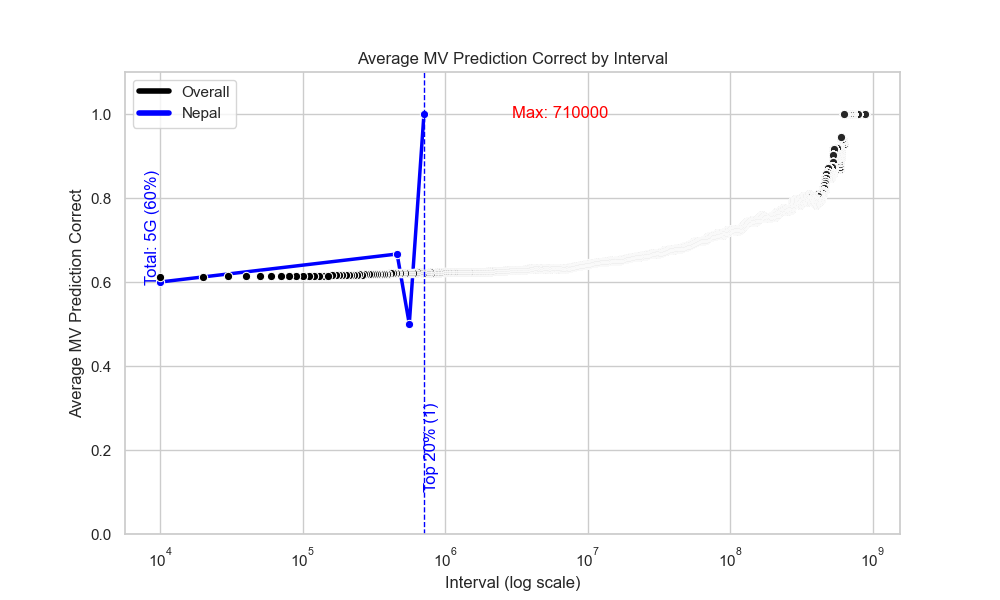 Average MV Prediction Correct by Interval
Overall
Nepal
Max: 710000
Total: 5G (60%)
Top 20% (1)
Average MV Prediction Correct
1.0
0.8
0.6
0.4
0.2
0.0
10^4
10^5
10^6
10^7
10^8
10^9
Interval (log scale)